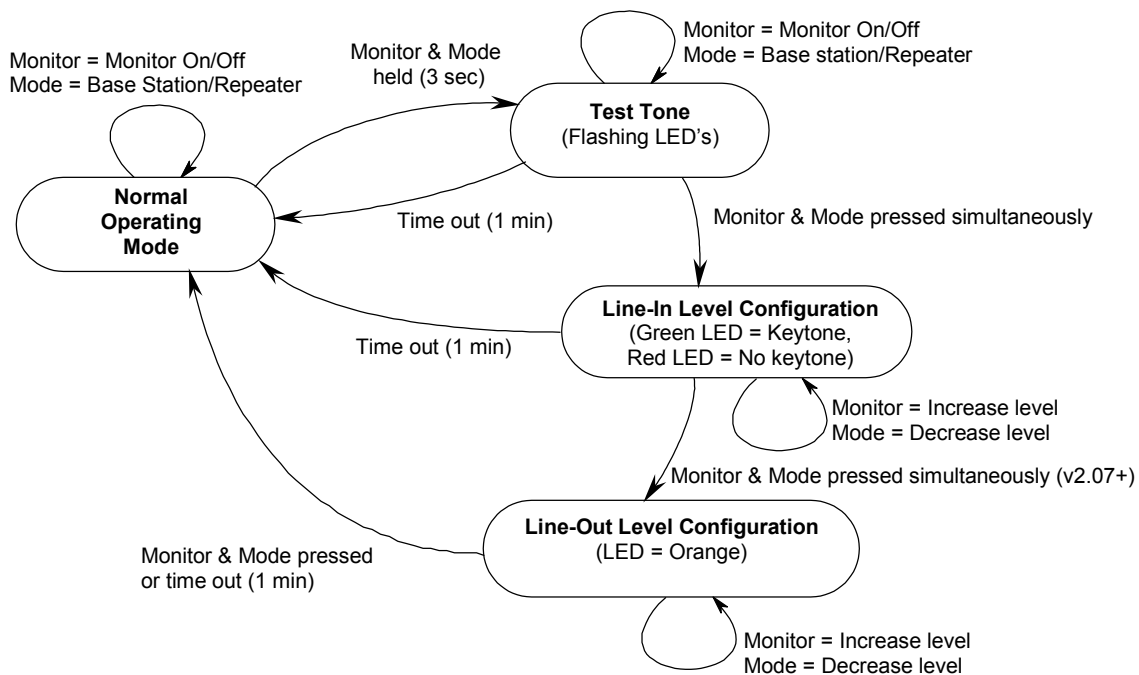 Monitor = Monitor On/Off
Mode = Base Station/Repeater
Monitor & Mode
held (3 sec)
Monitor = Monitor On/Off
Mode = Base station/Repeater
Test Tone
(Flashing LED's)
Normal
Operating
Mode
Time out (1 min)
Monitor & Mode pressed simultaneously
Line-In Level Configuration
(Green LED = Keytone,
Red LED = No keytone)
Time out (1 min)
Monitor = Increase level
Mode = Decrease level
Monitor & Mode pressed simultaneously (v2.07+)
Line-Out Level Configuration
(LED = Orange)
Monitor & Mode pressed
or time out (1 min)
Monitor = Increase level
Mode = Decrease level